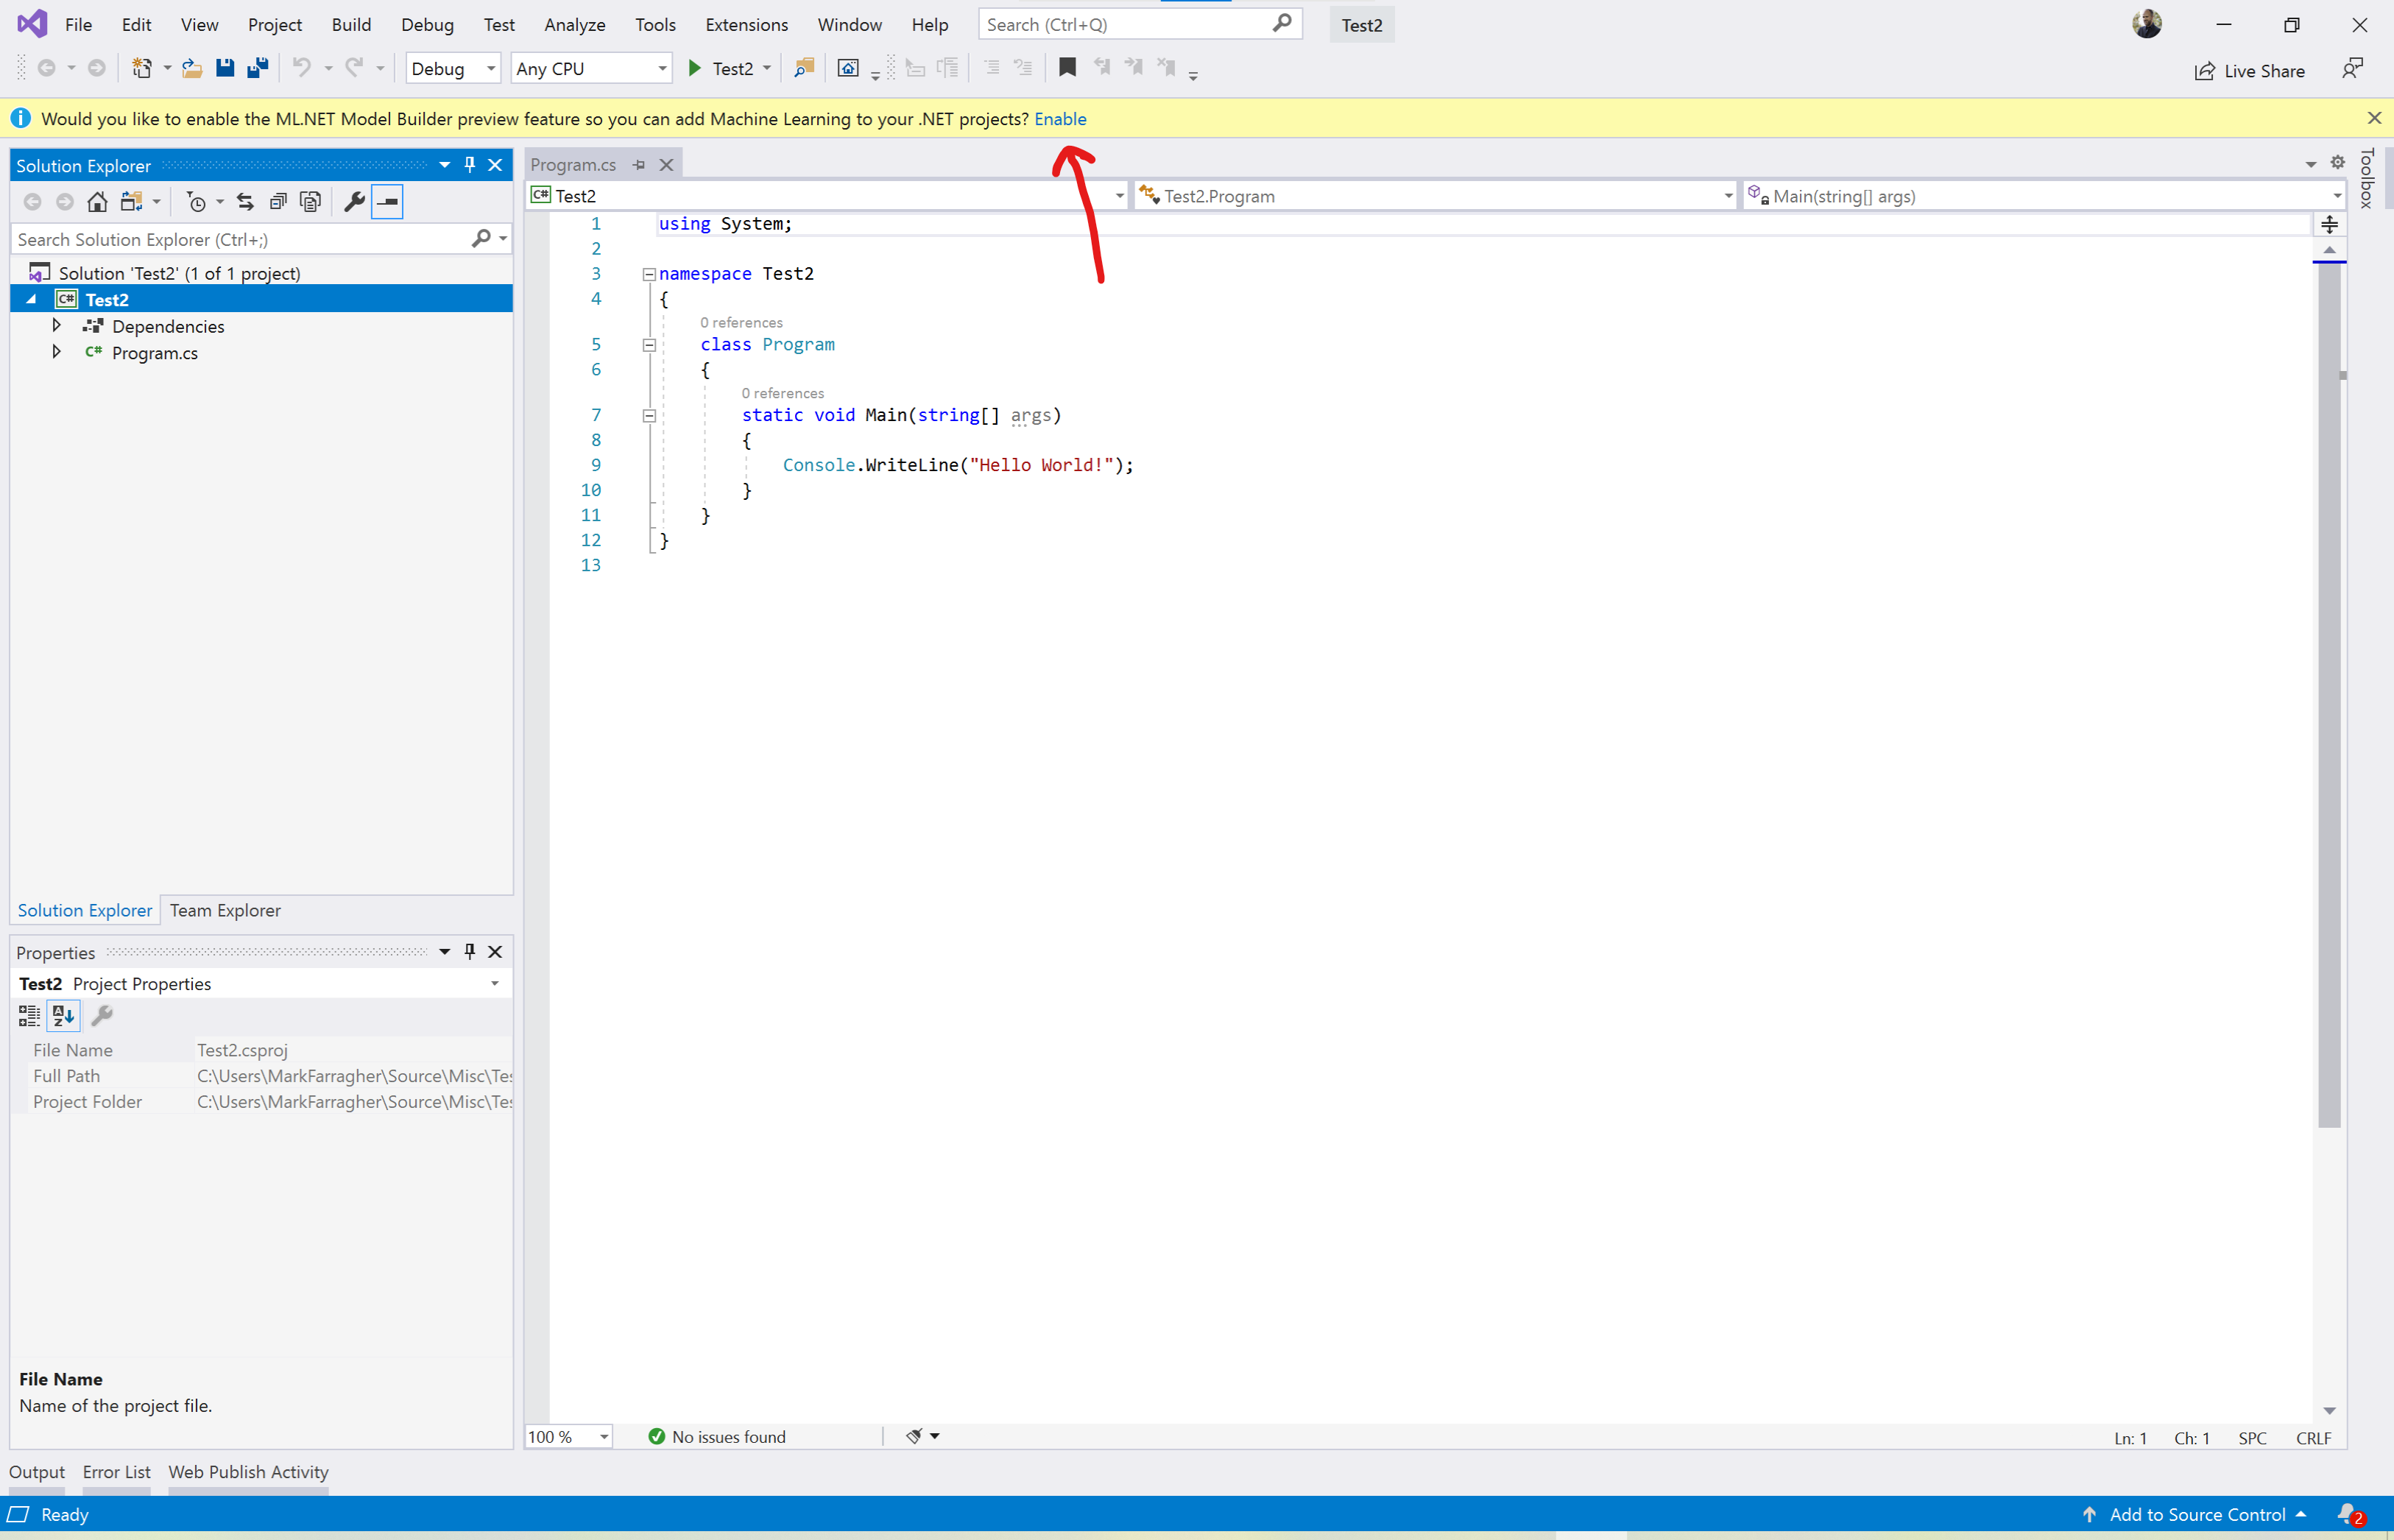 File Edit View Project Build Debug Test Analyze Tools Extensions Window Help Search (Ctrl+Q) Test2
Debug Any CPU Test2 Live Share
Would you like to enable the ML.NET Model Builder preview feature so you can add Machine Learning to your .NET projects? Enable
Solution Explorer
Search Solution Explorer (Ctrl+;)
Solution 'Test2' (1 of 1 project)
C# Test2
Dependencies
C# Program.cs
Solution Explorer Team Explorer
Properties
Test2 Project Properties
File Name Test2.csproj
Full Path C:\Users\MarkFarragher\Source\Misc\Tes
Project Folder C:\Users\MarkFarragher\Source\Misc\Tes
File Name
Name of the project file.
Program.cs
C# Test2 Test2.Program Main(string[] args)
1 using System;
2
3 namespace Test2
4 {
0 references
5 class Program
6 {
0 references
7 static void Main(string[] args)
8 {
9 Console.WriteLine("Hello World!");
10 }
11 }
12 }
13
100 % No issues found Ln: 1 Ch: 1 SPC CRLF
Toolbox
Output Error List Web Publish Activity
Ready Add to Source Control 2